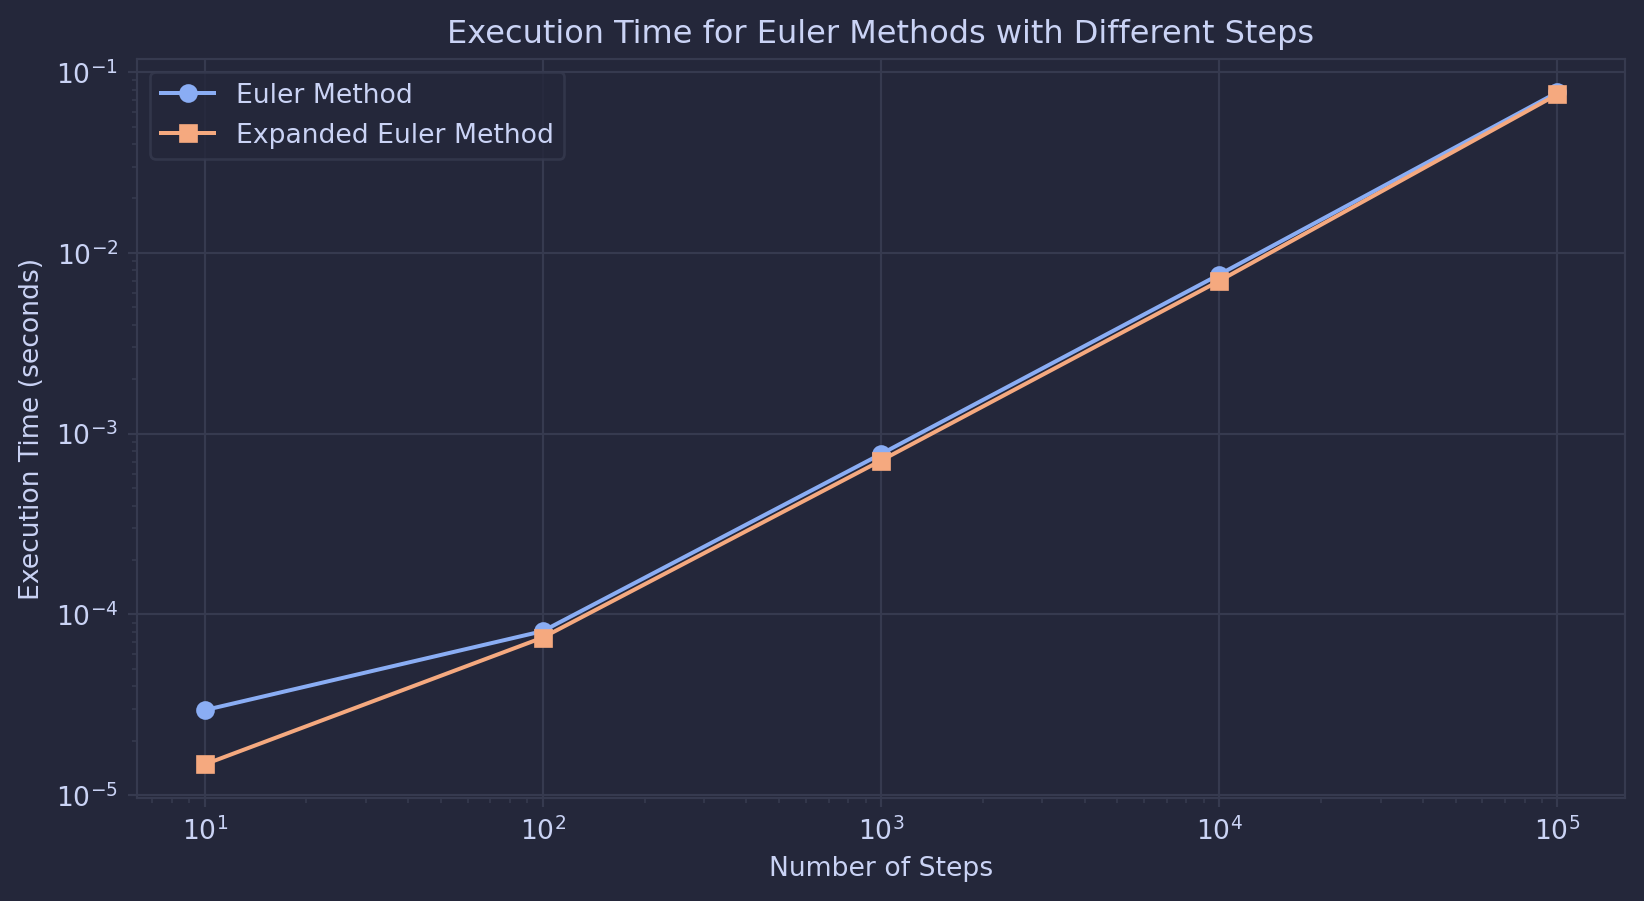 Execution Time for Euler Methods with Different Steps
10⁻¹
Euler Method
Expanded Euler Method
10⁻²
10⁻³
10⁻⁴
10⁻⁵
Execution Time (seconds)
10¹ 10² 10³ 10⁴ 10⁵
Number of Steps